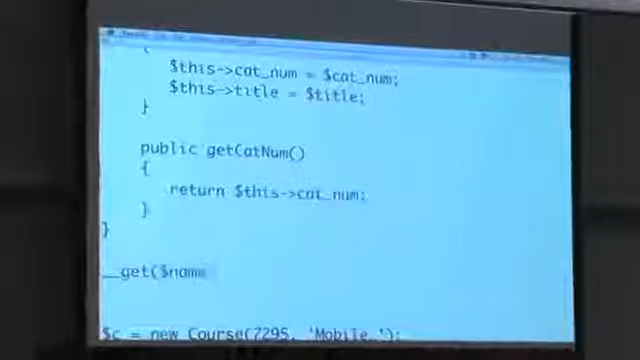 {
$this->cat_num = $cat_num;
$this->title = $title;
}
public getCatNum()
{
return $this->cat_num;
}
}
__get($name
$c = new Course(7295, 'Mobile…');